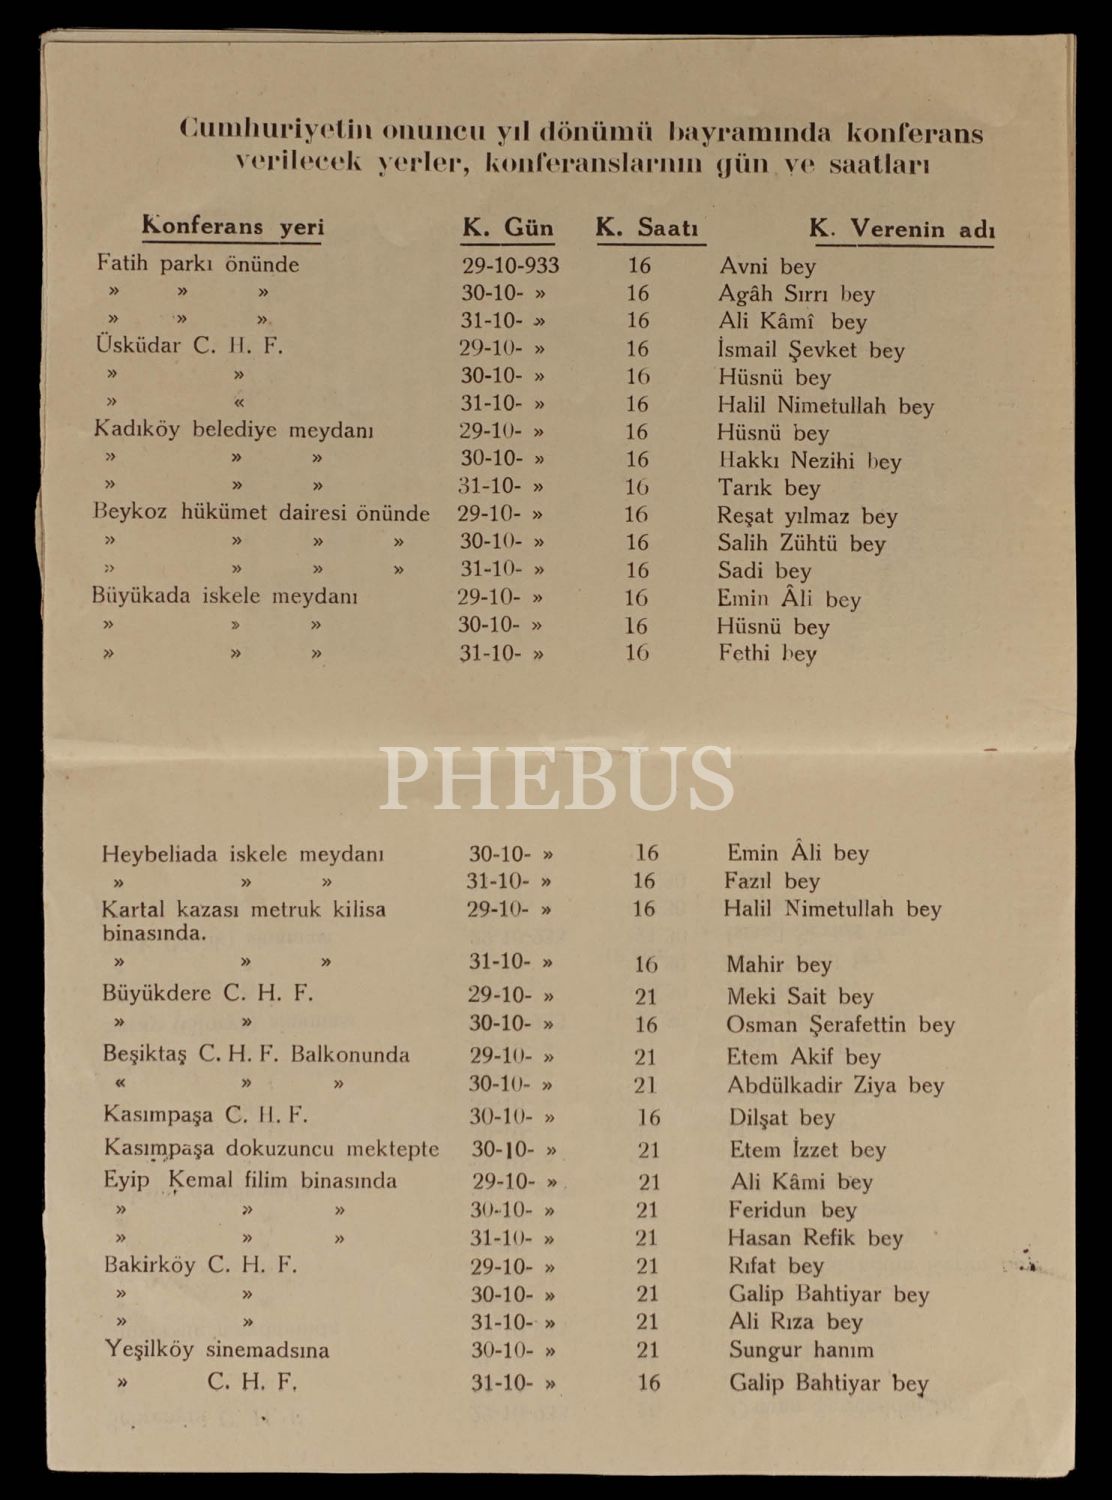 Cumhuriyetin onuncu yıl dönümü bayramında konferans
verilecek yerler, konferanslarının gün ve saatları
Konferans yeri K. Gün K. Saatı K. Verenin adı
Fatih parkı önünde 29-10-933 16 Avni bey
» » » 30-10- » 16 Agâh Sırrı bey
» » » 31-10- » 16 Ali Kâmî bey
Üsküdar C. H. F. 29-10- » 16 İsmail Şevket bey
» » 30-10- » 16 Hüsnü bey
» « 31-10- » 16 Halil Nimetullah bey
Kadıköy belediye meydanı 29-10- » 16 Hüsnü bey
» » » 30-10- » 16 Hakkı Nezihi bey
» » » 31-10- » 16 Tarık bey
Beykoz hükümet dairesi önünde 29-10- » 16 Reşat yılmaz bey
» » » » 30-10- » 16 Salih Zühtü bey
» » » » 31-10- » 16 Sadi bey
Büyükada iskele meydanı 29-10- » 16 Emin Âli bey
» » » 30-10- » 16 Hüsnü bey
» » » 31-10- » 16 Fethi bey
PHEBUS
Heybeliada iskele meydanı 30-10- » 16 Emin Âli bey
» » » 31-10- » 16 Fazıl bey
Kartal kazası metruk kilisa 29-10- » 16 Halil Nimetullah bey
binasında.
» » » 31-10- » 16 Mahir bey
Büyükdere C. H. F. 29-10- » 21 Meki Sait bey
» » 30-10- » 16 Osman Şerafettin bey
Beşiktaş C. H. F. Balkonunda 29-10- » 21 Etem Akif bey
« » » 30-10- » 21 Abdülkadir Ziya bey
Kasımpaşa C. H. F. 30-10- » 16 Dilşat bey
Kasımpaşa dokuzuncu mektepte 30-10- » 21 Etem İzzet bey
Eyip Kemal filim binasında 29-10- » 21 Ali Kâmi bey
» » » 30-10- » 21 Feridun bey
» » » 31-10- » 21 Hasan Refik bey
Bakirköy C. H. F. 29-10- » 21 Rıfat bey
» » 30-10- » 21 Galip Bahtiyar bey
» » 31-10- » 21 Ali Rıza bey
Yeşilköy sinemadsına 30-10- » 21 Sungur hanım
» C. H. F. 31-10- » 16 Galip Bahtiyar bey